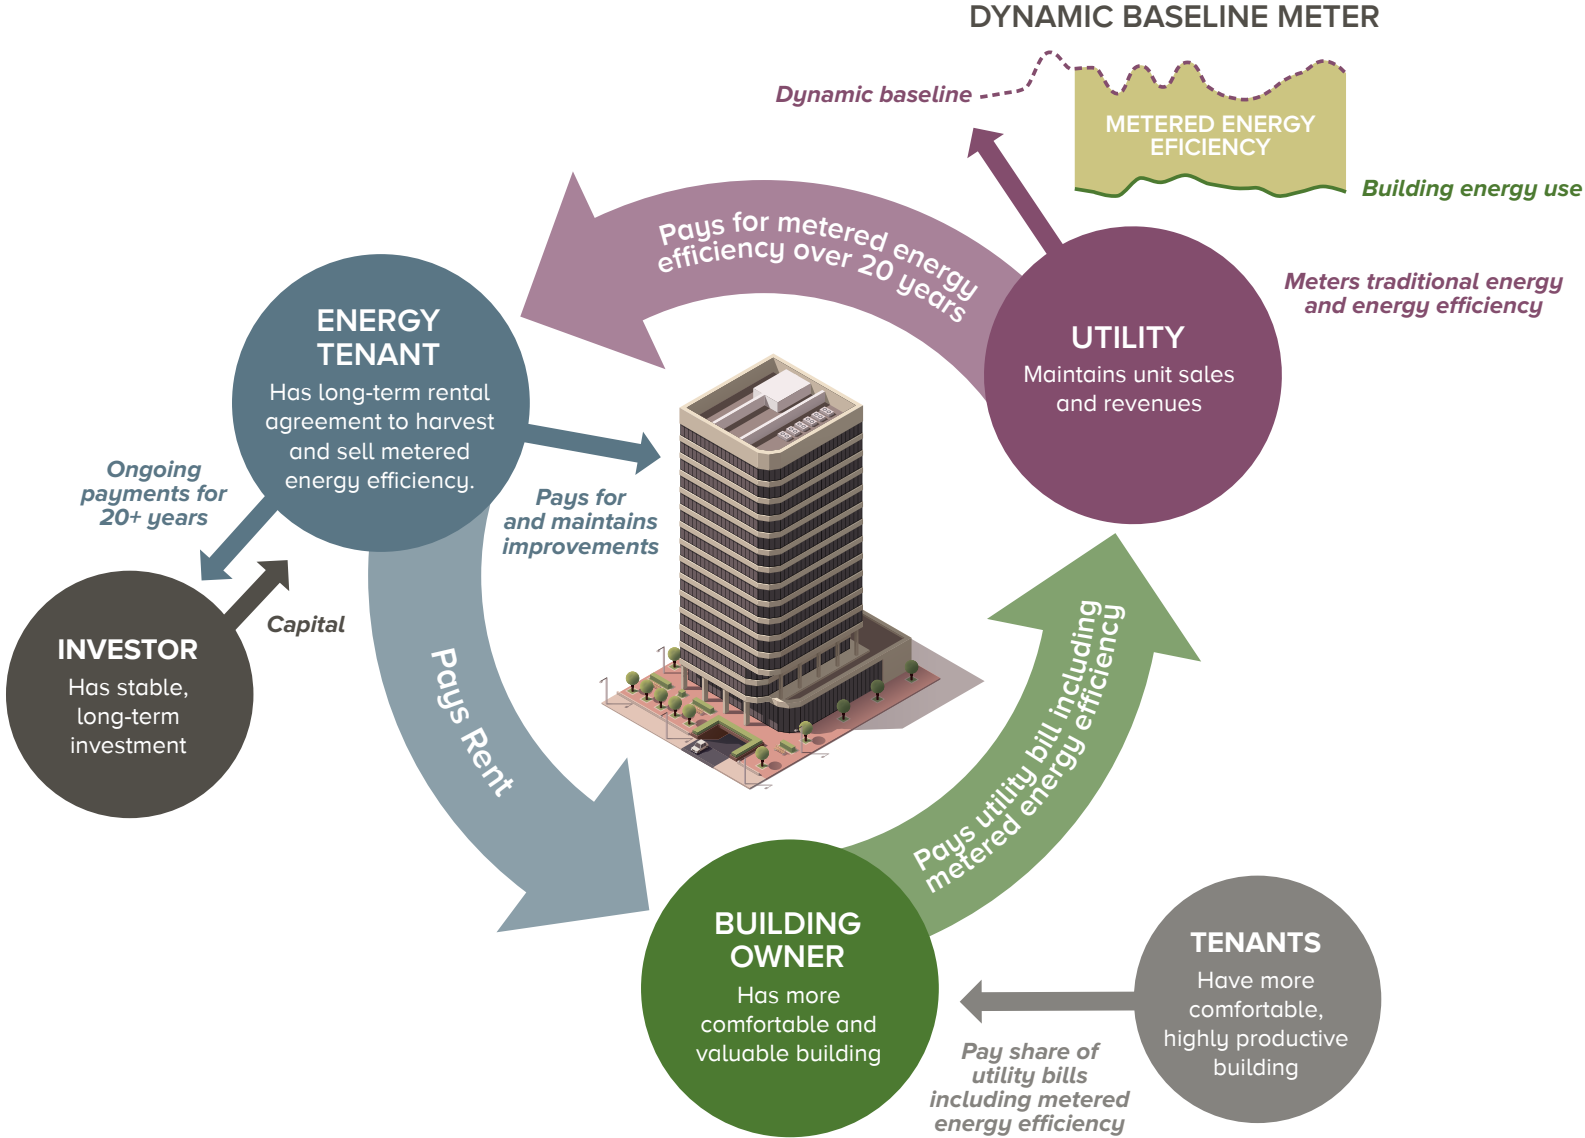 DYNAMIC BASELINE METER
Dynamic baseline
METERED ENERGY
EFICIENCY
Building energy use
Pays for metered energy
efficiency over 20 years
Meters traditional energy
and energy efficiency
UTILITY
Maintains unit sales
and revenues
ENERGY
TENANT
Has long-term rental
agreement to harvest
and sell metered
energy efficiency.
Ongoing
payments for
20+ years
Pays for
and maintains
improvements
Capital
INVESTOR
Has stable,
long-term
investment
Pays Rent
Pays utility bill including
metered energy efficiency
BUILDING
OWNER
Has more
comfortable and
valuable building
TENANTS
Have more
comfortable,
highly productive
building
Pay share of
utility bills
including metered
energy efficiency